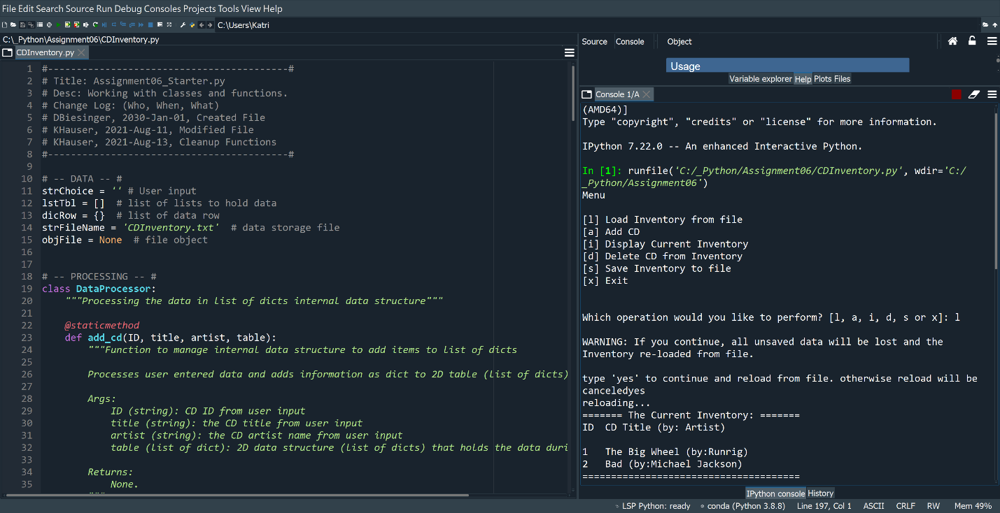 File Edit Search Source Run Debug Consoles Projects Tools View Help
C:\Users\Katri
C:\_Python\Assignment06\CDInventory.py
CDInventory.py
1 #------------------------------------------#
2 # Title: Assignment06_Starter.py
3 # Desc: Working with classes and functions.
4 # Change Log: (Who, When, What)
5 # DBiesinger, 2030-Jan-01, Created File
6 # KHauser, 2021-Aug-11, Modified File
7 # KHauser, 2021-Aug-13, Cleanup Functions
8 #------------------------------------------#
9
10 # -- DATA -- #
11 strChoice = '' # User input
12 lstTbl = []  # list of lists to hold data
13 dicRow = {}  # list of data row
14 strFileName = 'CDInventory.txt'  # data storage file
15 objFile = None  # file object
16
17
18 # -- PROCESSING -- #
19 class DataProcessor:
20     """Processing the data in list of dicts internal data structure"""
21
22     @staticmethod
23     def add_cd(ID, title, artist, table):
24         """Function to manage internal data structure to add items to list of dicts
25
26         Processes user entered data and adds information as dict to 2D table (list of dicts)
27
28         Args:
29             ID (string): CD ID from user input
30             title (string): the CD title from user input
31             artist (string): the CD artist name from user input
32             table (list of dict): 2D data structure (list of dicts) that holds the data duri
33
34         Returns:
35             None.
"""
Source Console Object
Usage
Variable explorer Help Plots Files
Console 1/A
(AMD64)]
Type "copyright", "credits" or "license" for more information.
IPython 7.22.0 -- An enhanced Interactive Python.
In [1]: runfile('C:/_Python/Assignment06/CDInventory.py', wdir='C:/
_Python/Assignment06')
Menu
[l] Load Inventory from file
[a] Add CD
[i] Display Current Inventory
[d] Delete CD from Inventory
[s] Save Inventory to file
[x] Exit
Which operation would you like to perform? [l, a, i, d, s or x]: l
WARNING: If you continue, all unsaved data will be lost and the
Inventory re-loaded from file.
type 'yes' to continue and reload from file. otherwise reload will be
canceledyes
reloading...
======= The Current Inventory: =======
ID  CD Title (by: Artist)
1   The Big Wheel (by:Runrig)
2   Bad (by:Michael Jackson)
======================================
IPython console History
LSP Python: ready conda (Python 3.8.8) Line 197, Col 1 ASCII CRLF RW Mem 49%